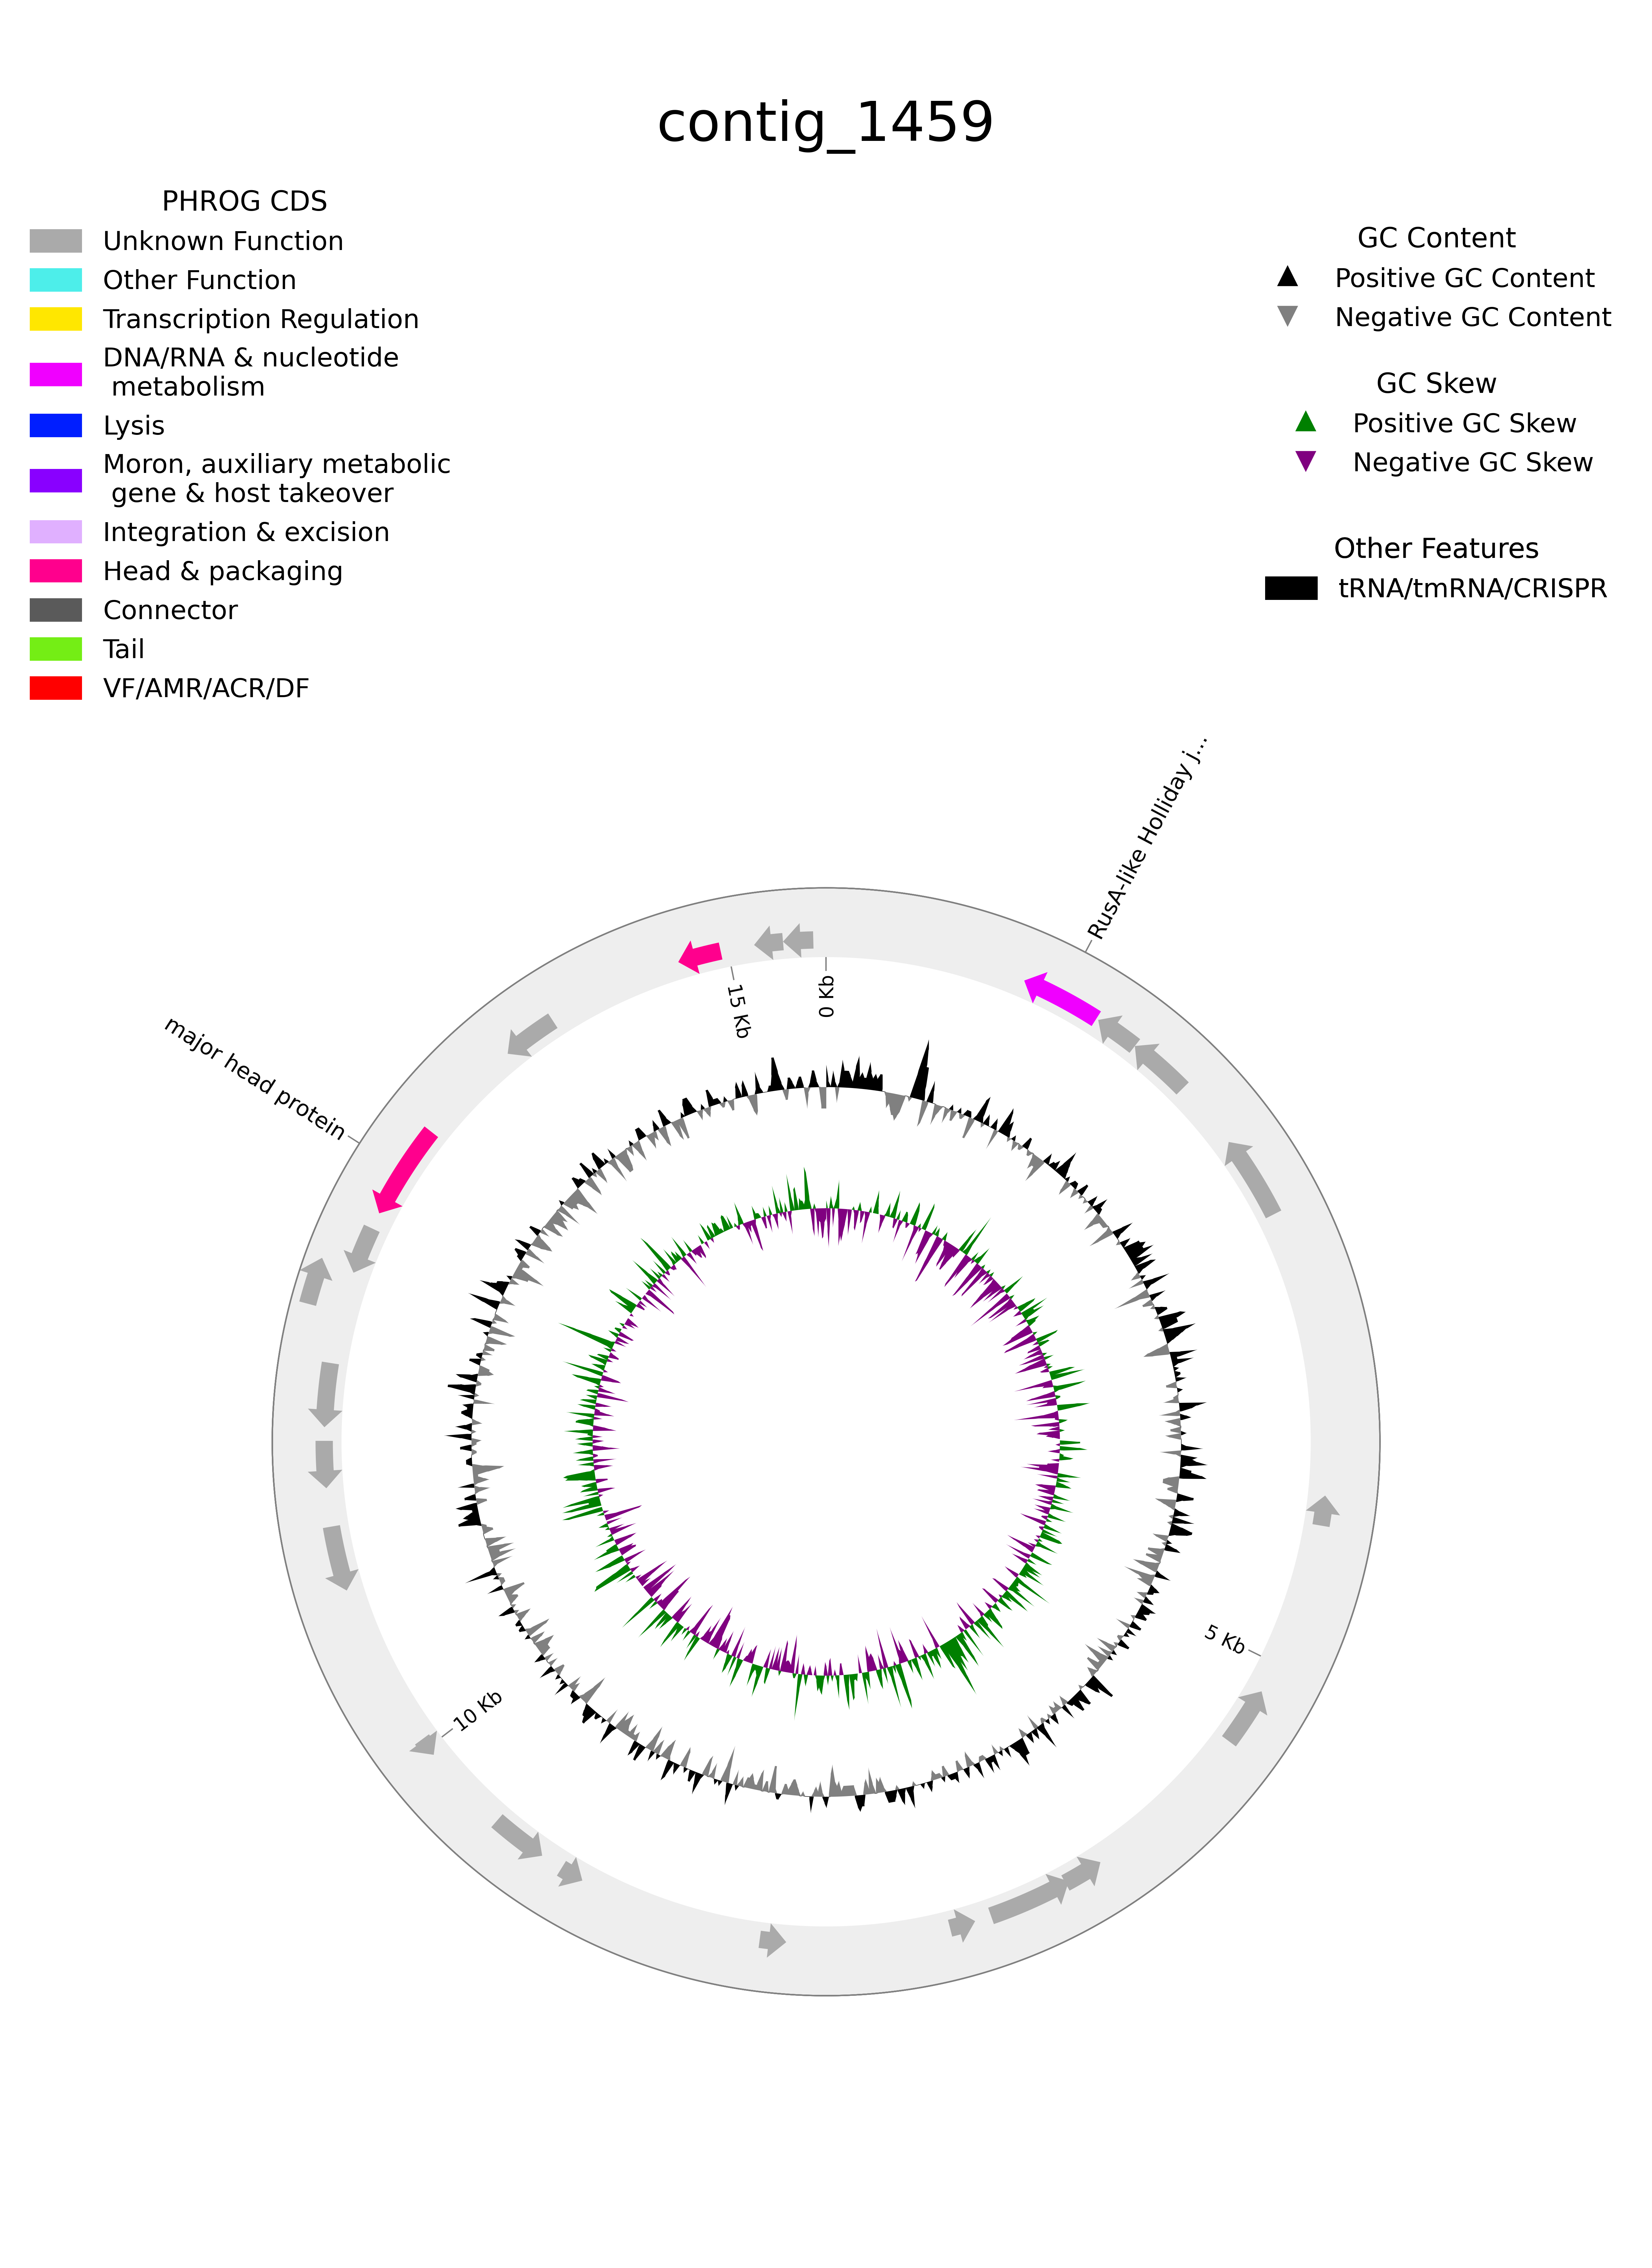 contig_1459
PHROG CDS
Unknown Function
Other Function
Transcription Regulation
DNA/RNA & nucleotide
metabolism
Lysis
Moron, auxiliary metabolic
gene & host takeover
Integration & excision
Head & packaging
Connector
Tail
VF/AMR/ACR/DF
GC Content
Positive GC Content
Negative GC Content
GC Skew
Positive GC Skew
Negative GC Skew
Other Features
tRNA/tmRNA/CRISPR
RusA-like Holliday j...
major head protein
0 Kb
15 Kb
5 Kb
10 Kb